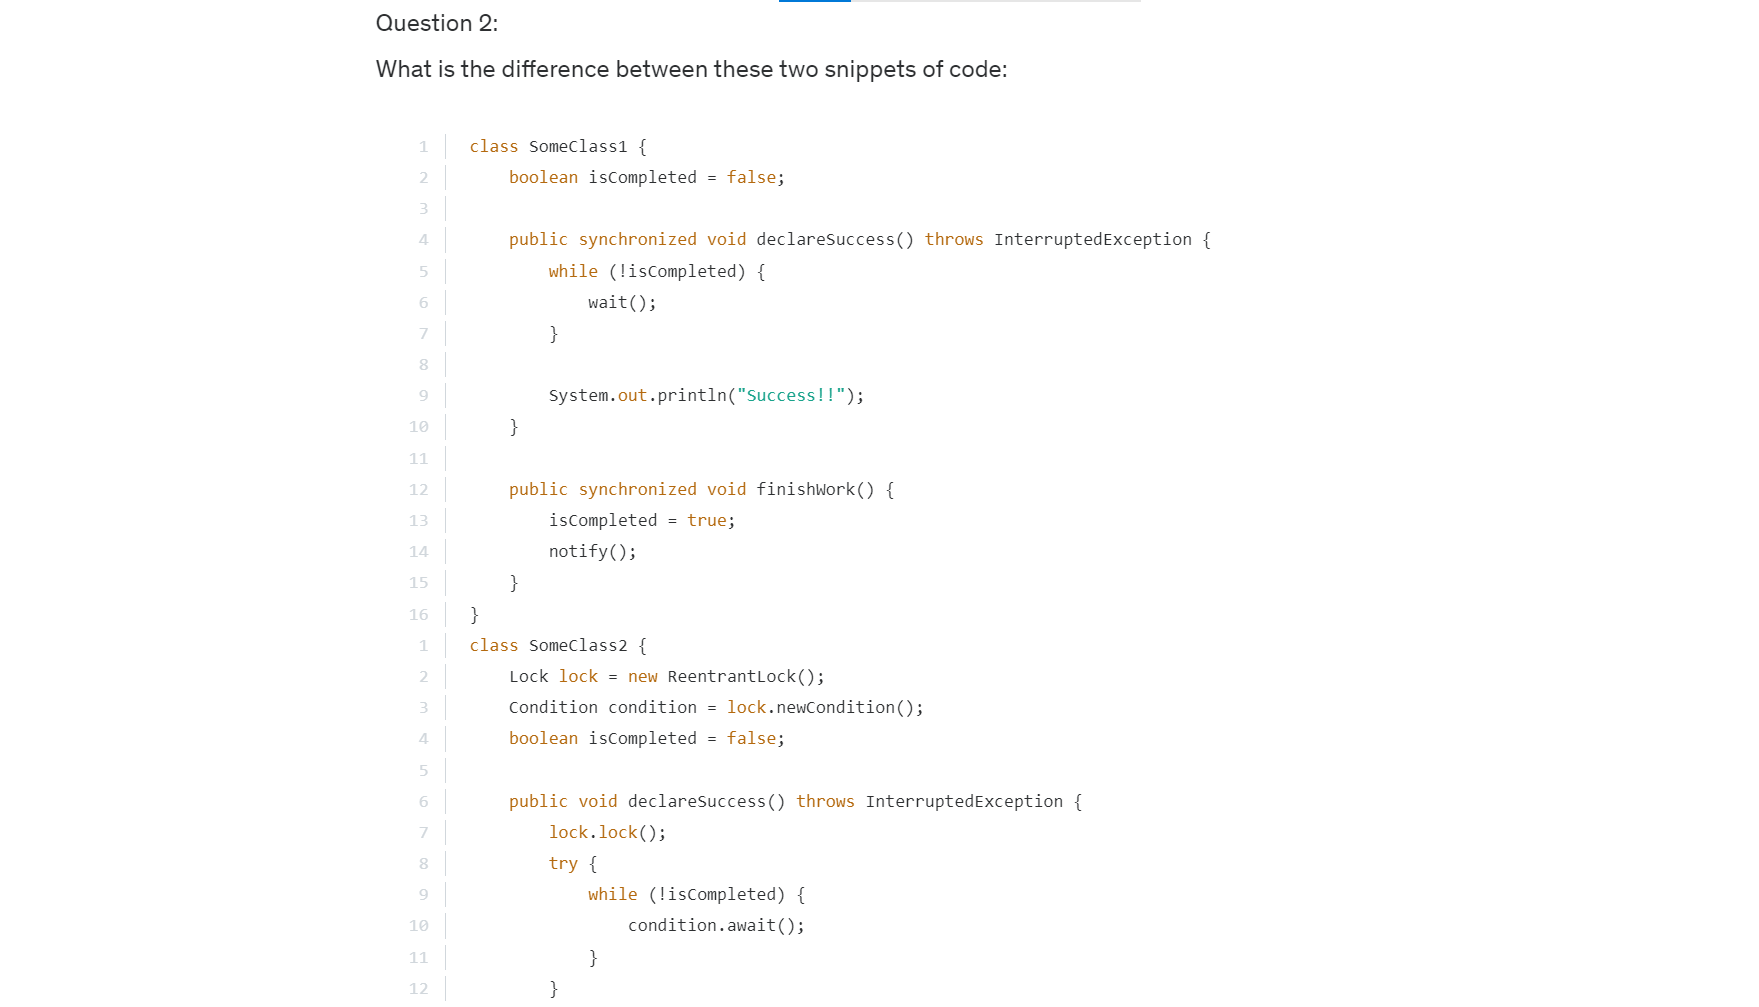 Question 2:
What is the difference between these two snippets of code:
1 class SomeClass1 {
2 boolean isCompleted = false;
3
4 public synchronized void declareSuccess() throws InterruptedException {
5 while (!isCompleted) {
6 wait();
7 }
8
9 System.out.println("Success!!");
10 }
11
12 public synchronized void finishWork() {
13 isCompleted = true;
14 notify();
15 }
16 }
1 class SomeClass2 {
2 Lock lock = new ReentrantLock();
3 Condition condition = lock.newCondition();
4 boolean isCompleted = false;
5
6 public void declareSuccess() throws InterruptedException {
7 lock.lock();
8 try {
9 while (!isCompleted) {
10 condition.await();
11 }
12 }